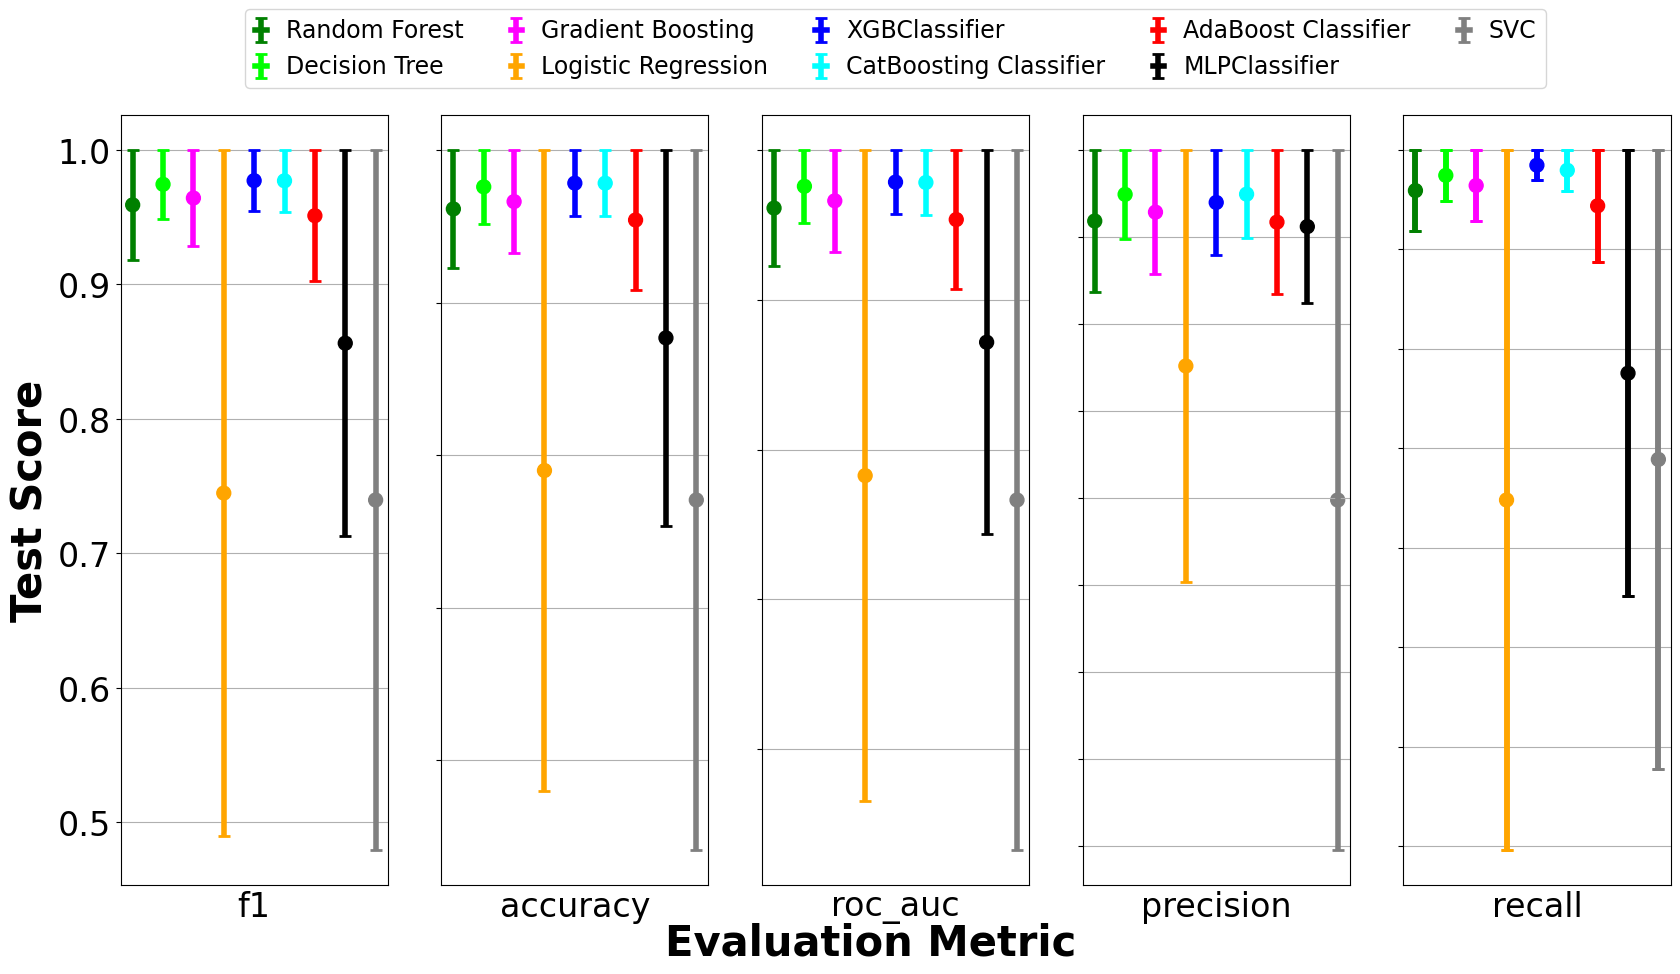 Random Forest
Gradient Boosting
XGBClassifier
AdaBoost Classifier
SVC
Decision Tree
Logistic Regression
CatBoosting Classifier
MLPClassifier
1.0
0.9
0.8
0.7
0.6
0.5
Test Score
f1
accuracy
roc_auc
precision
recall
Evaluation Metric